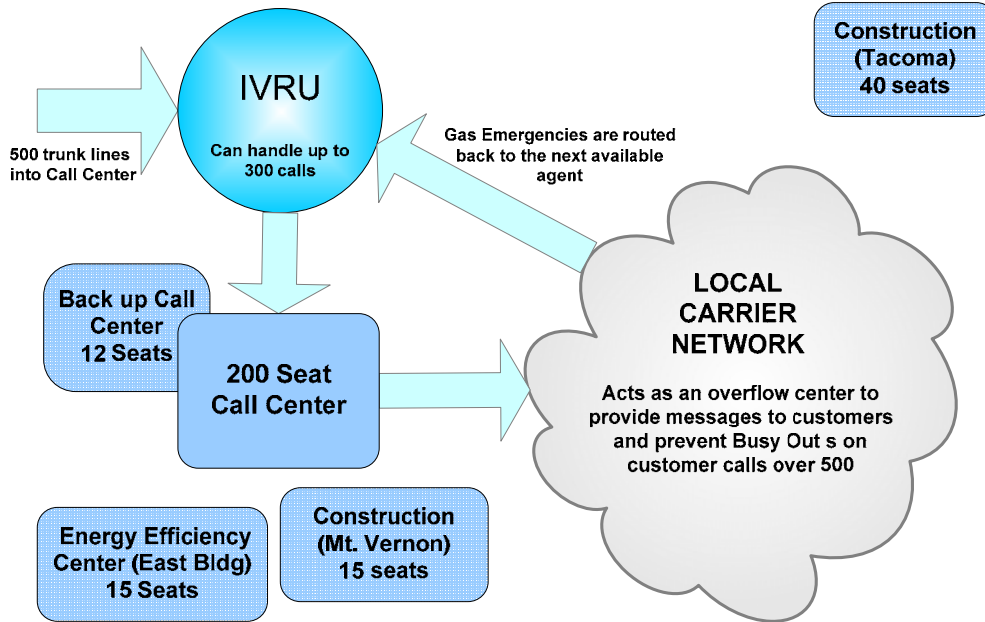 IVRU
Can handle up to
300 calls
500 trunk lines
into Call Center
Gas Emergencies are routed
back to the next available
agent
Construction
(Tacoma)
40 seats
Back up Call
Center
12 Seats
200 Seat
Call Center
LOCAL
CARRIER
NETWORK
Acts as an overflow center to
provide messages to customers
and prevent Busy Out s on
customer calls over 500
Energy Efficiency
Center (East Bldg)
15 Seats
Construction
(Mt. Vernon)
15 seats